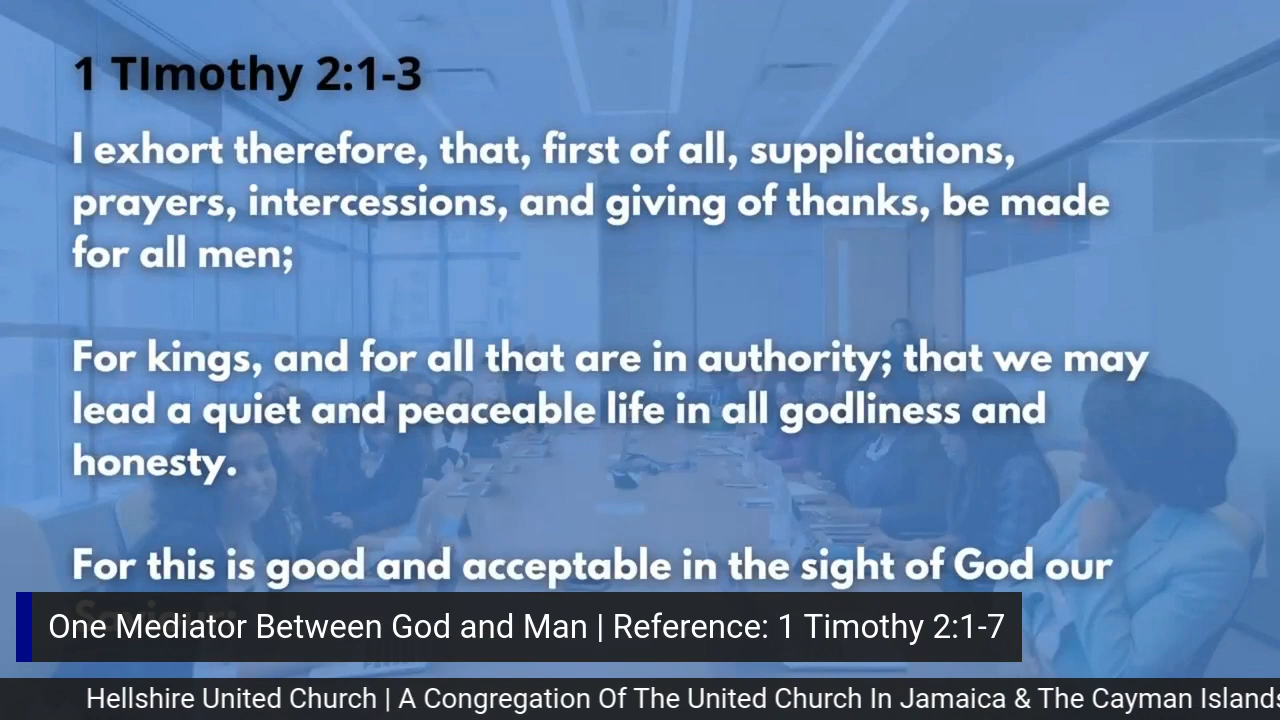 1 TImothy 2:1-3
I exhort therefore, that, first of all, supplications,
prayers, intercessions, and giving of thanks, be made
for all men;
For kings, and for all that are in authority; that we may
lead a quiet and peaceable life in all godliness and
honesty.
For this is good and acceptable in the sight of God our
One Mediator Between God and Man | Reference: 1 Timothy 2:1-7
Hellshire United Church | A Congregation Of The United Church In Jamaica & The Cayman Islands